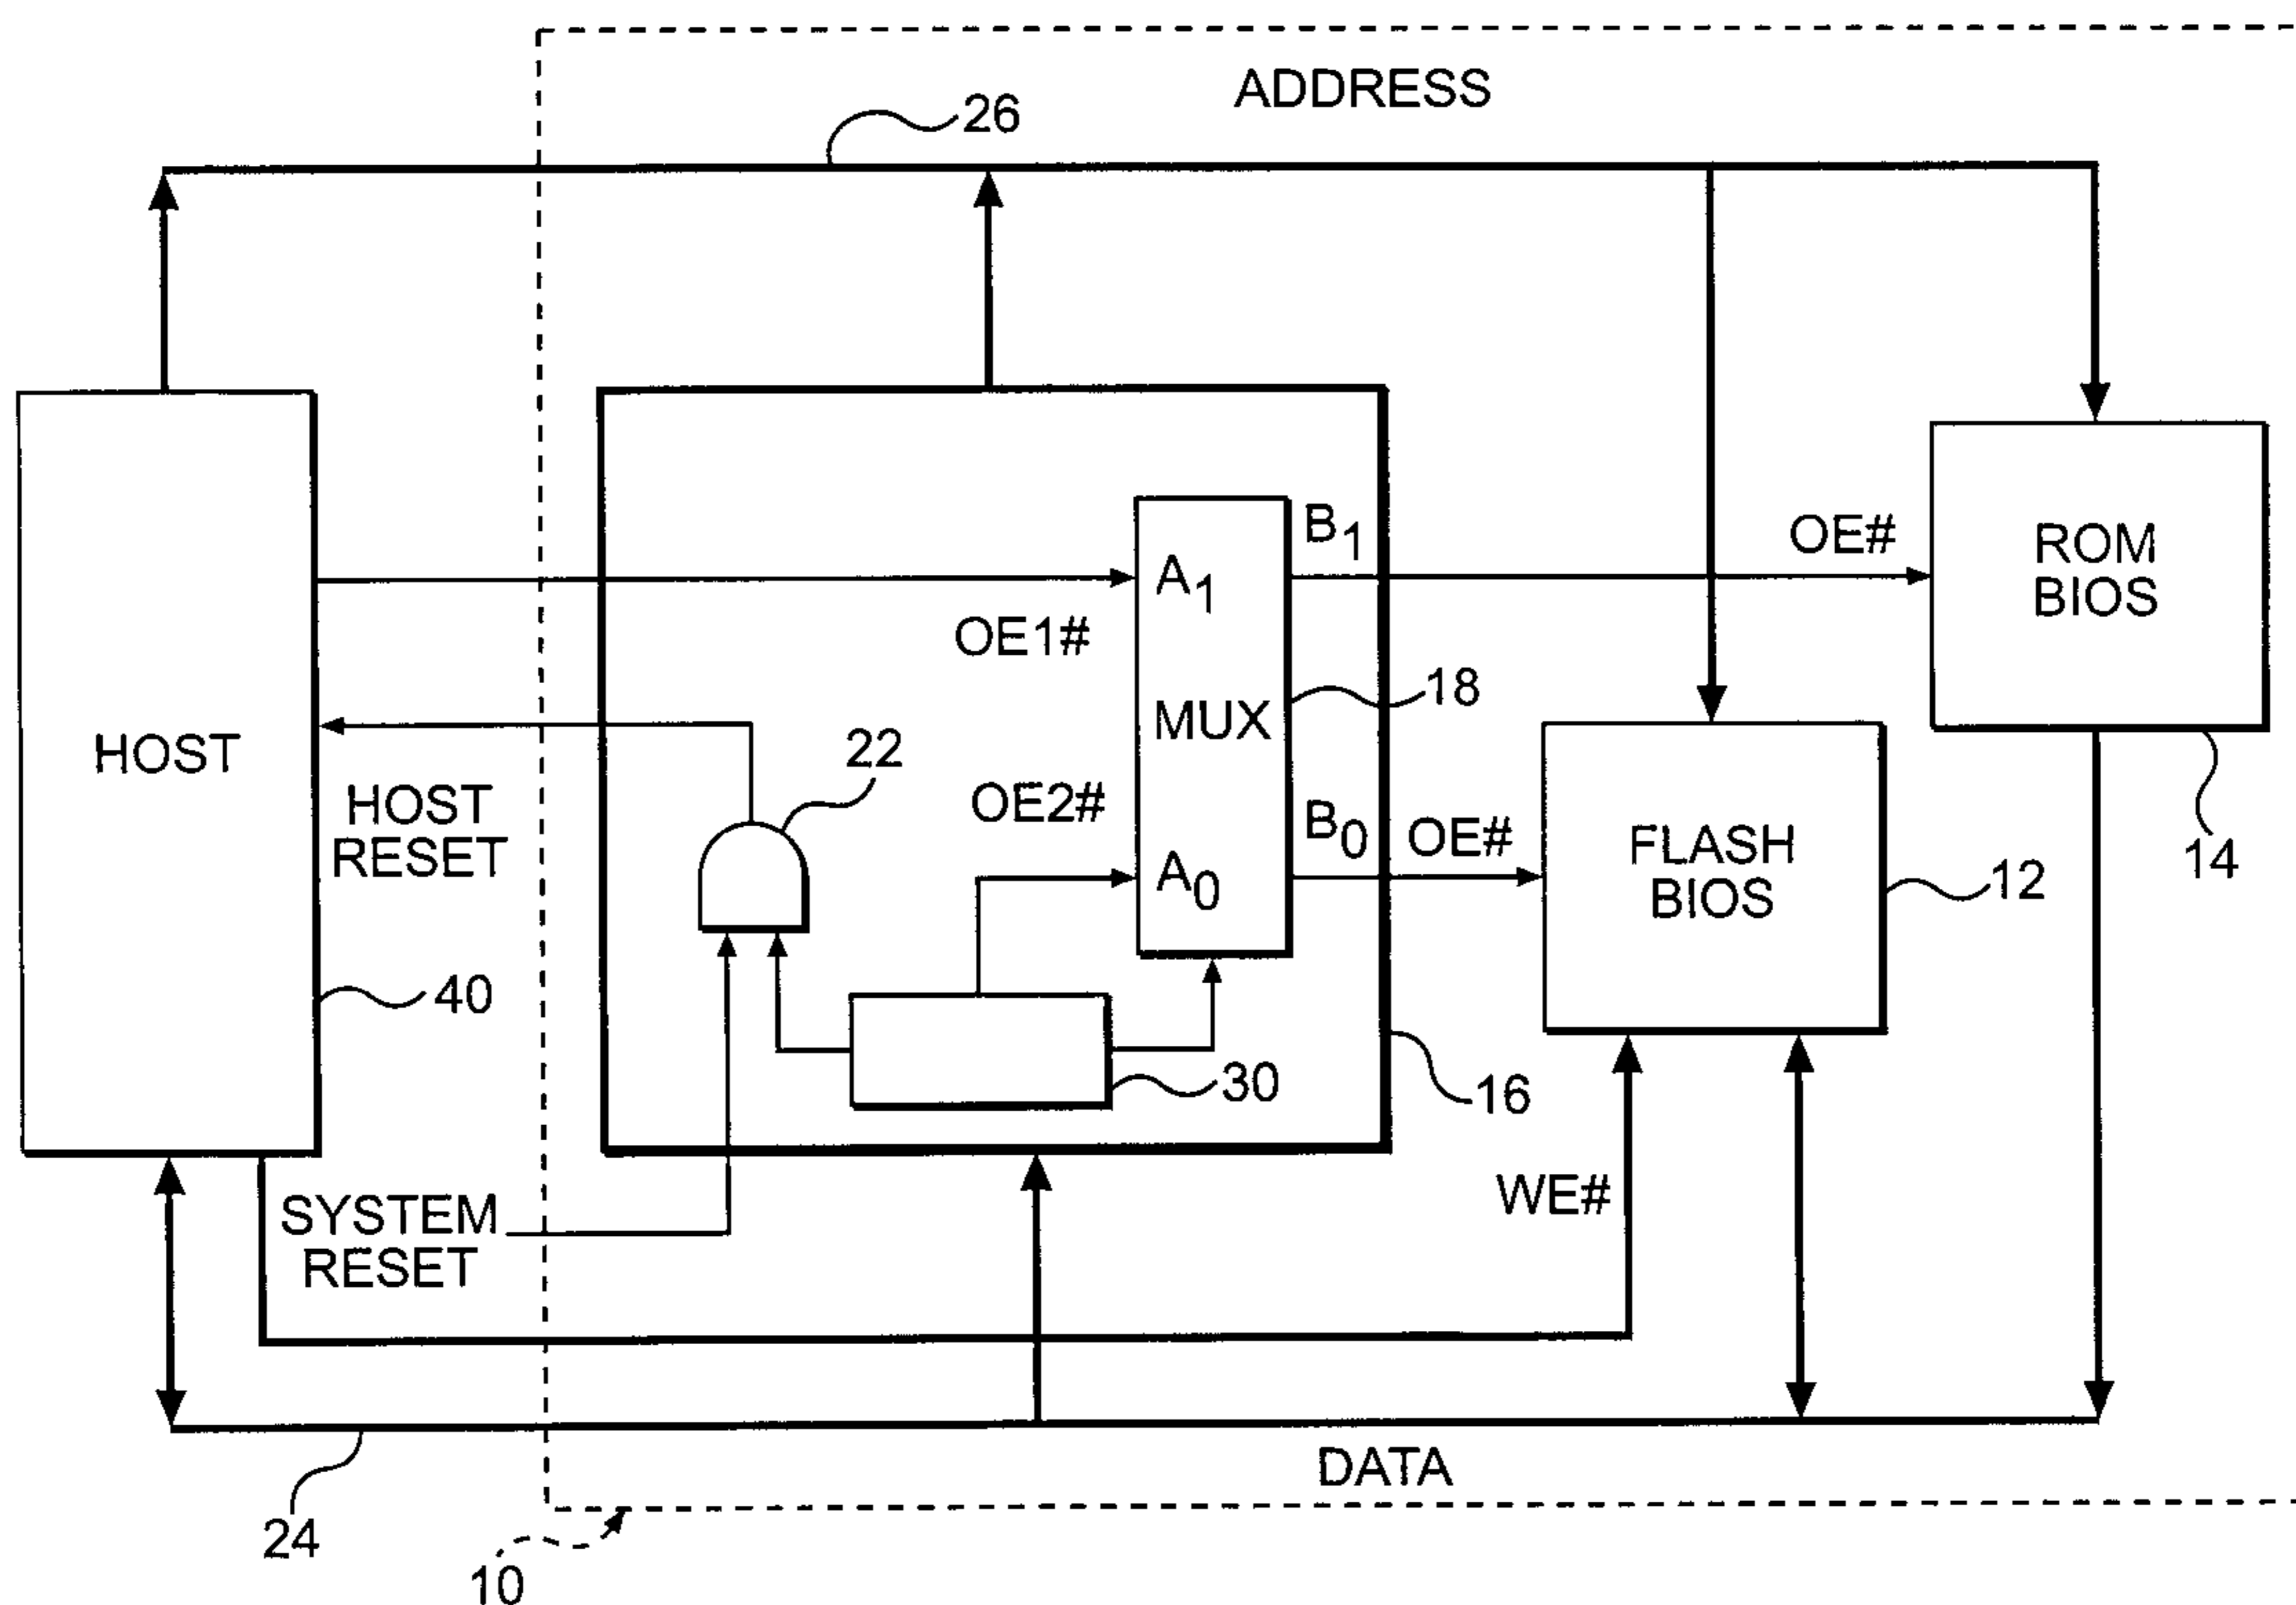 ADDRESS
26
B1
OE#
ROM
BIOS
A1
OE1#
18
MUX
HOST
22
HOST
RESET
OE2#
B0
OE#
FLASH
BIOS
14
A0
12
40
30
16
SYSTEM
RESET
WE#
DATA
24
10